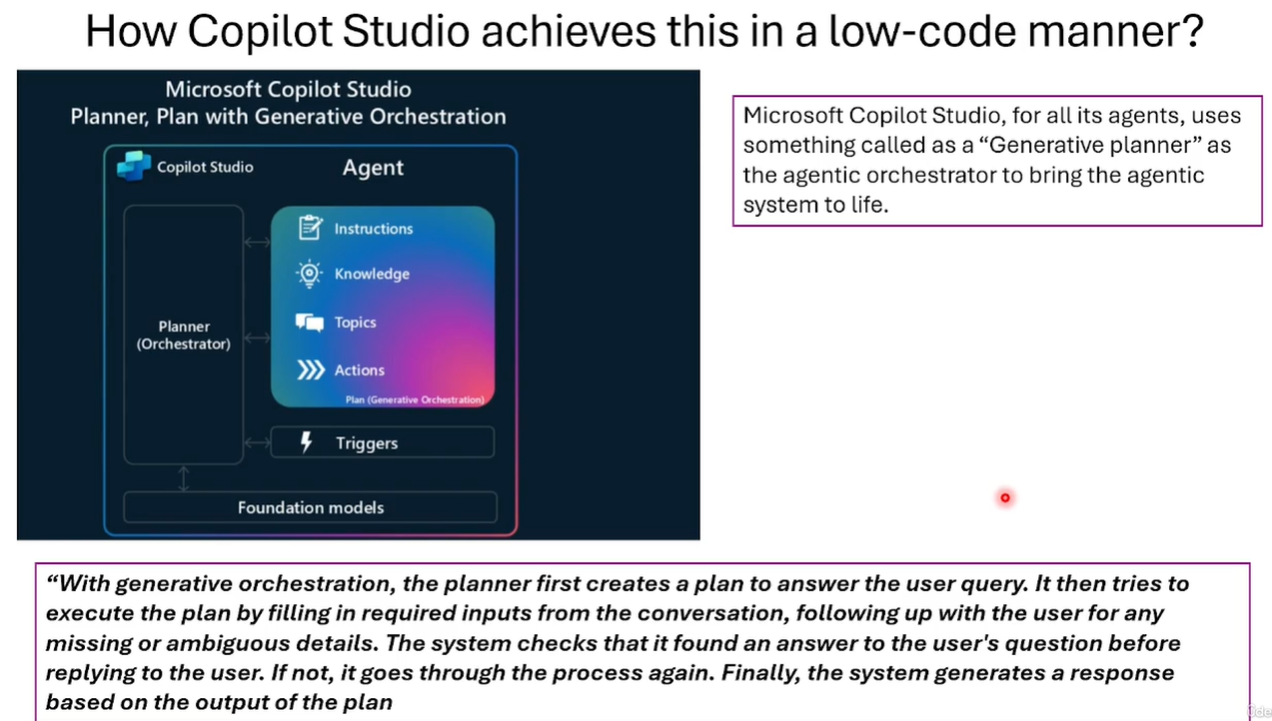 How Copilot Studio achieves this in a low-code manner?
Microsoft Copilot Studio
Planner, Plan with Generative Orchestration
Copilot Studio
Agent
Planner
(Orchestrator)
Instructions
Knowledge
Topics
Actions
Plan (Generative Orchestration)
Triggers
Foundation models
Microsoft Copilot Studio, for all its agents, uses
something called as a “Generative planner” as
the agentic orchestrator to bring the agentic
system to life.
“With generative orchestration, the planner first creates a plan to answer the user query. It then tries to
execute the plan by filling in required inputs from the conversation, following up with the user for any
missing or ambiguous details. The system checks that it found an answer to the user's question before
replying to the user. If not, it goes through the process again. Finally, the system generates a response
based on the output of the plan